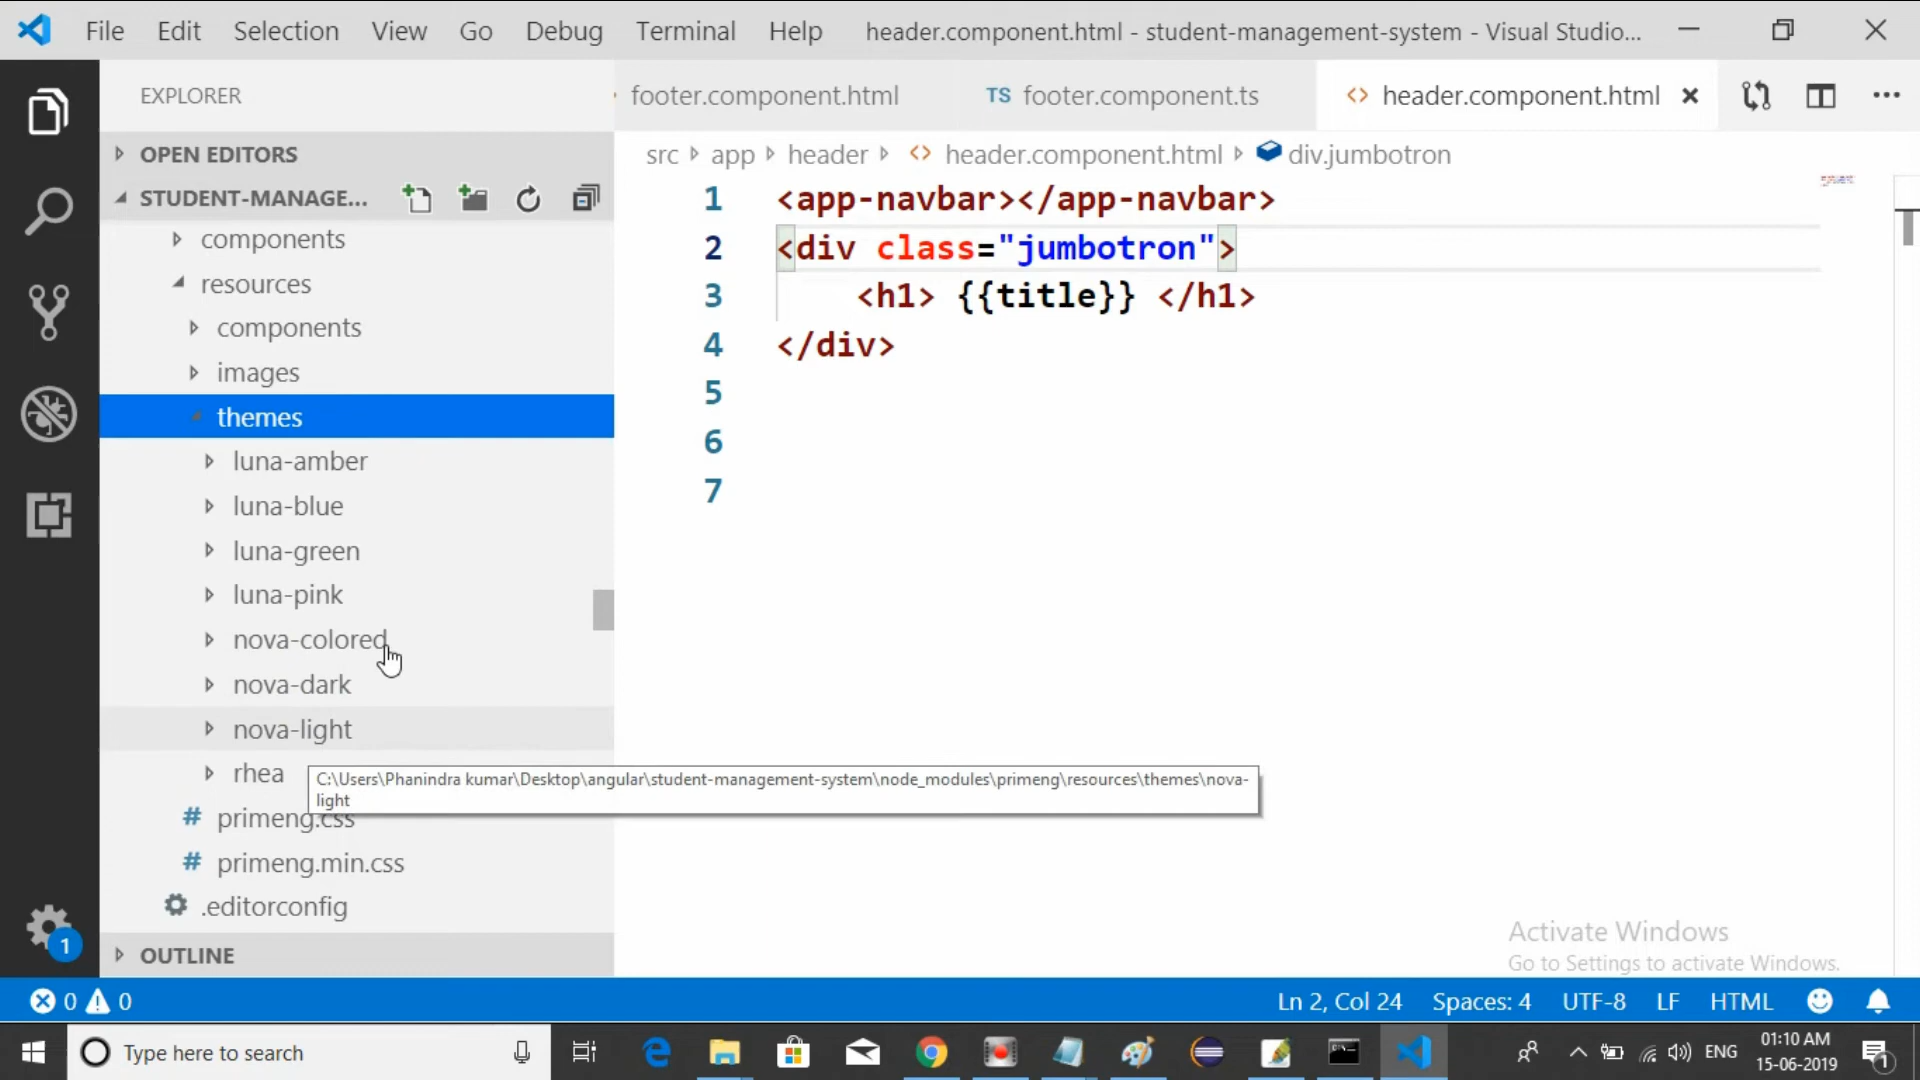 File Edit Selection View Go Debug Terminal Help header.component.html - student-management-system - Visual Studio...
EXPLORER
footer.component.html TS footer.component.ts <> header.component.html
OPEN EDITORS
STUDENT-MANAGE...
components
resources
components
images
themes
luna-amber
luna-blue
luna-green
luna-pink
nova-colored
nova-dark
nova-light
rhea
C:\Users\Phanindra kumar\Desktop\angular\student-management-system\node_modules\primeng\resources\themes\nova-
light
# primeng.css
# primeng.min.css
.editorconfig
OUTLINE
src app header <> header.component.html div.jumbotron
1 <app-navbar></app-navbar>
2 <div class="jumbotron">
3 <h1> {{title}} </h1>
4 </div>
5
6
7
Activate Windows
Go to Settings to activate Windows.
1
0 0 Ln 2, Col 24 Spaces: 4 UTF-8 LF HTML
Type here to search ENG 01:10 AM
15-06-2019 1